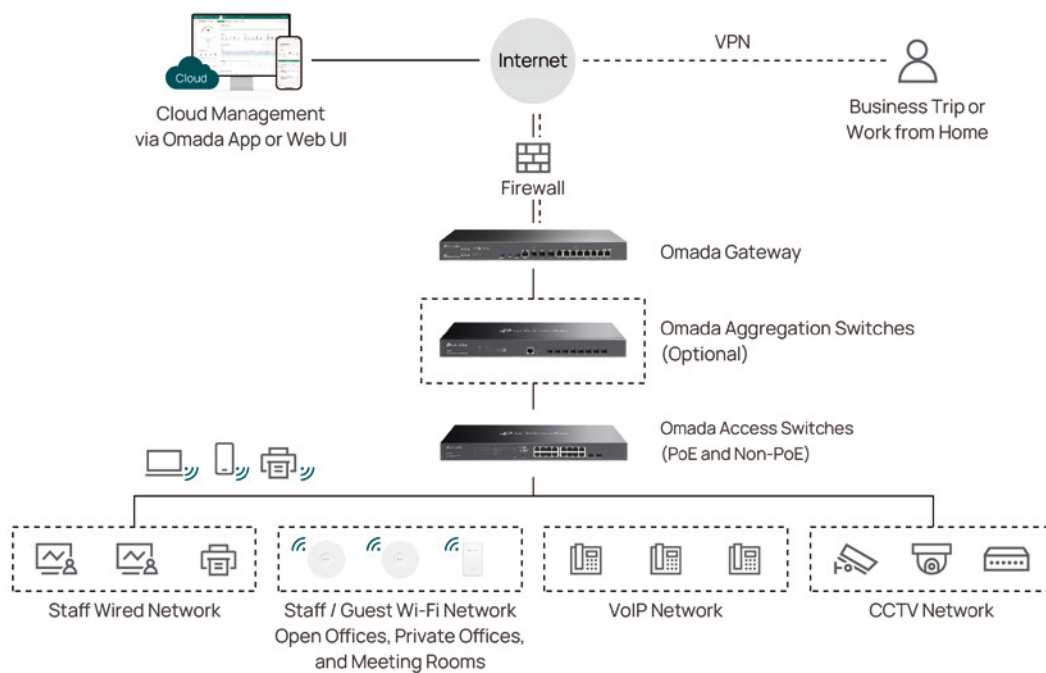 Cloud
Internet
VPN
Cloud Management
via Omada App or Web UI
Business Trip or
Work from Home
Firewall
Omada Gateway
Omada Aggregation Switches
(Optional)
Omada Access Switches
(PoE and Non-PoE)
Staff Wired Network
Staff / Guest Wi-Fi Network
Open Offices, Private Offices,
and Meeting Rooms
VoIP Network
CCTV Network